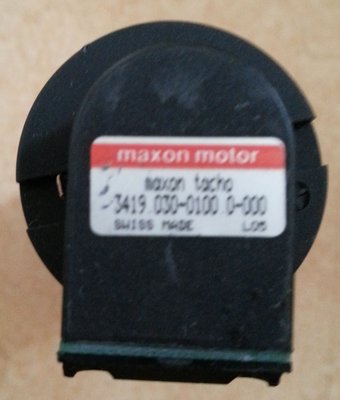 maxon motor
maxon tacho
3419.030-0100.0-000
SWISS MADE L05